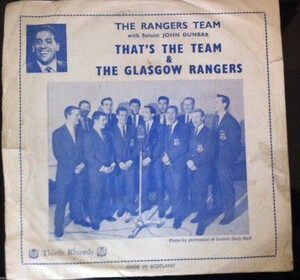 THE RANGERS TEAM
with Soloist JOHN DUNBAR
THAT'S THE TEAM
&
THE GLASGOW RANGERS
Photo by permission of Scottish Daily Mail
Thistle Records
MADE IN SCOTLAND